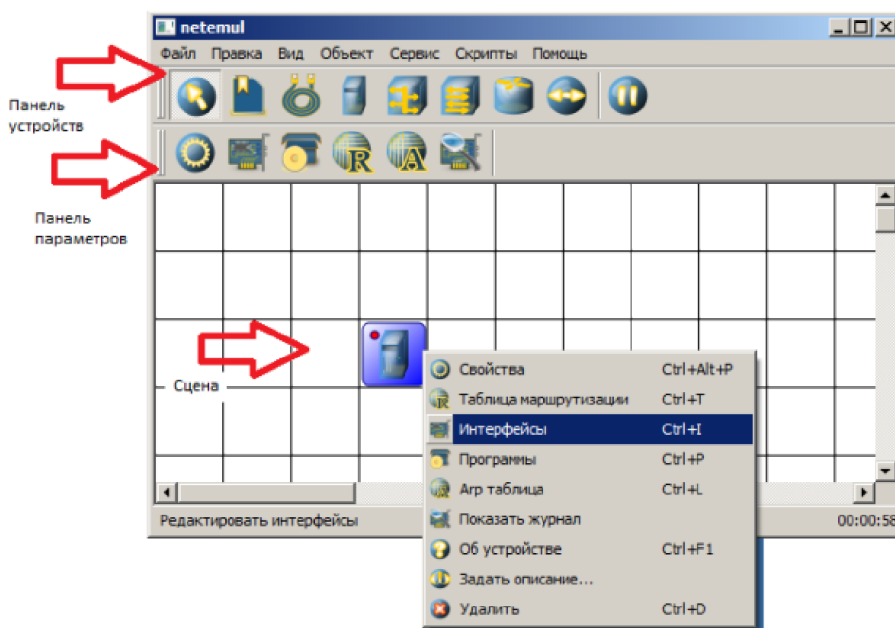 netemul
Файл Правка Вид Объект Сервис Скрипты Помощь
Панель
устройств
R A
Панель
параметров
Сцена
Свойства Ctrl+Alt+P
Таблица маршрутизации Ctrl+T
Интерфейсы Ctrl+I
Программы Ctrl+P
Arp таблица Ctrl+L
Показать журнал
Об устройстве Ctrl+F1
Задать описание...
Удалить Ctrl+D
Редактировать интерфейсы 00:00:58